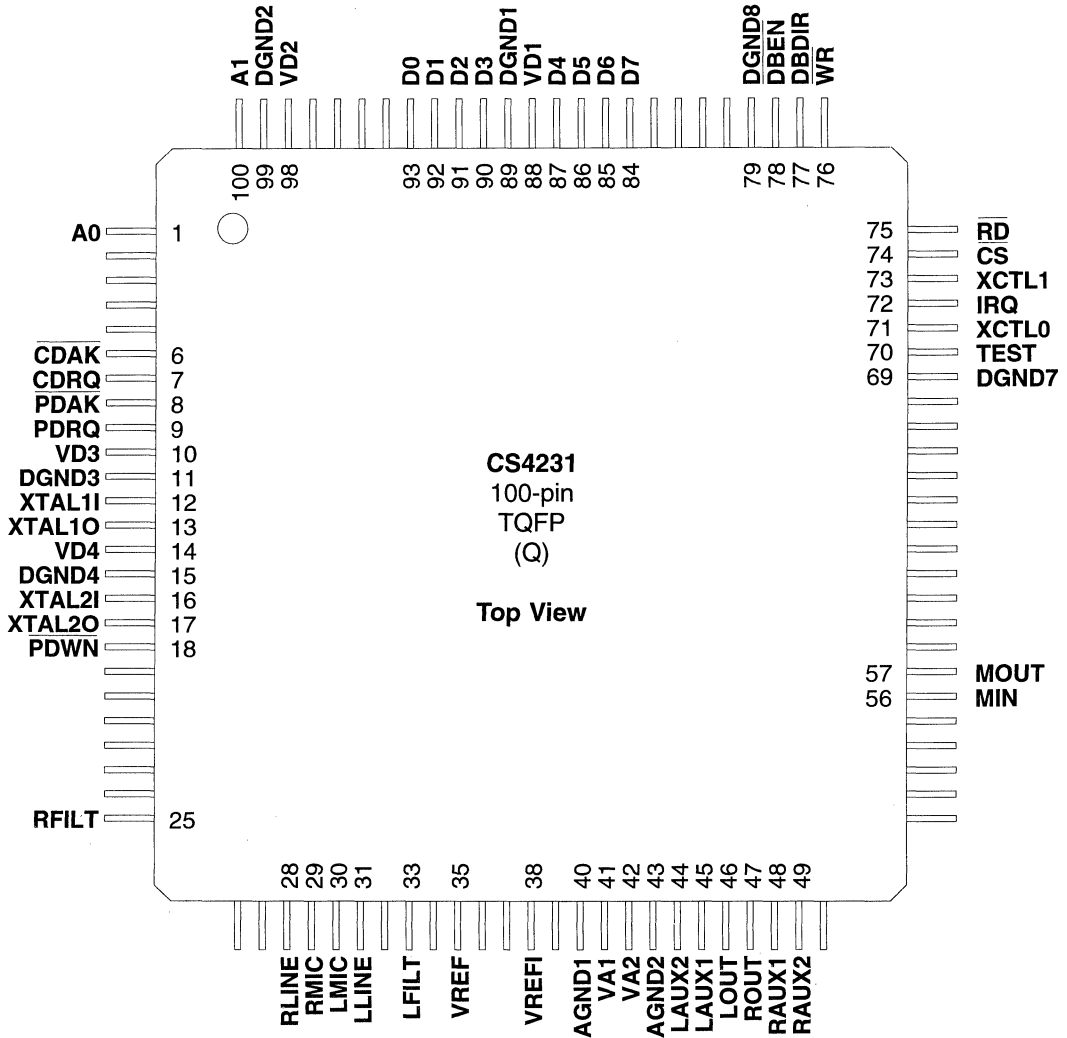 A1 DGND2 VD2 D0 D1 D2 D3 DGND1 VD1 D4 D5 D6 D7 DGND8 DBEN DBDIR W̅R̅
100 99 98 93 92 91 90 89 88 87 86 85 84 79 78 77 76
A0 1
C̅D̅A̅K̅ 6
CDRQ 7
P̅D̅A̅K̅ 8
PDRQ 9
VD3 10
DGND3 11
XTAL1I 12
XTAL1O 13
VD4 14
DGND4 15
XTAL2I 16
XTAL2O 17
P̅D̅W̅N̅ 18
RFILT 25
CS4231
100-pin
TQFP
(Q)
Top View
75 R̅D̅
74 C̅S̅
73 XCTL1
72 IRQ
71 XCTL0
70 TEST
69 DGND7
57 MOUT
56 MIN
28 29 30 31 33 35 38 40 41 42 43 44 45 46 47 48 49
RLINE RMIC LMIC LLINE LFILT VREF VREFI AGND1 VA1 VA2 AGND2 LAUX2 LAUX1 LOUT ROUT RAUX1 RAUX2